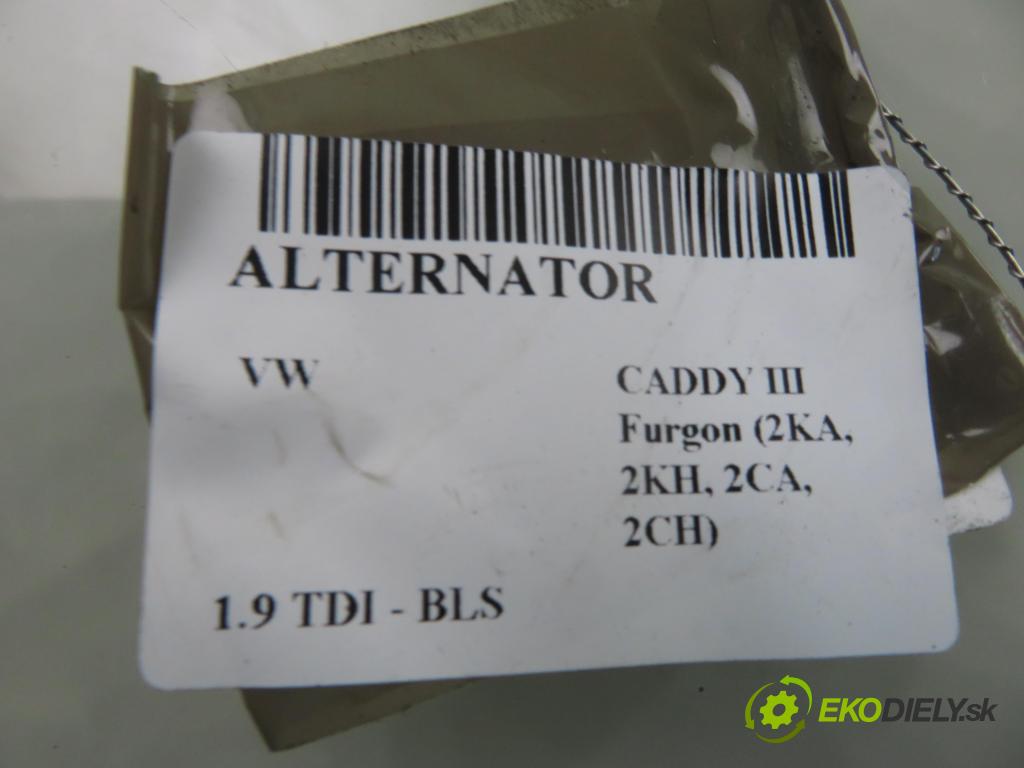 ALTERNATOR
VW
CADDY III
Furgon (2KA,
2KH, 2CA,
2CH)
1.9 TDI - BLS
EKODIELY.sk